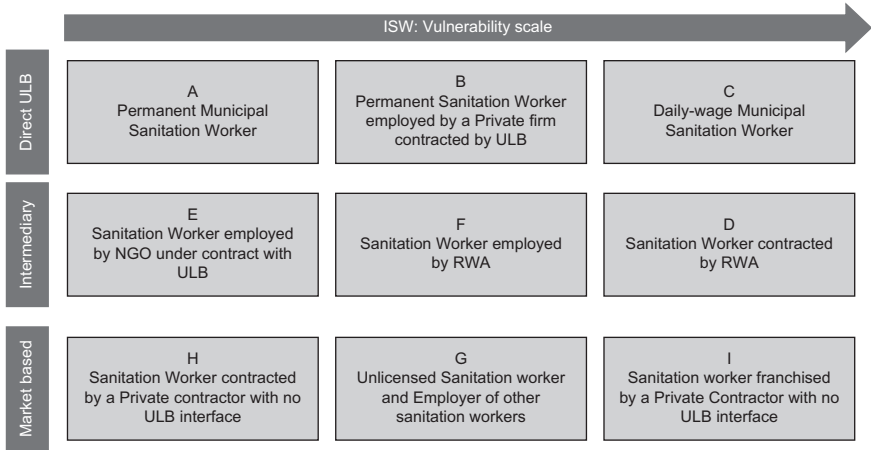 ISW: Vulnerability scale
Direct ULB
A
Permanent Municipal
Sanitation Worker
B
Permanent Sanitation Worker
employed by a Private firm
contracted by ULB
C
Daily-wage Municipal
Sanitation Worker
Intermediary
E
Sanitation Worker employed
by NGO under contract with
ULB
F
Sanitation Worker employed
by RWA
D
Sanitation Worker contracted
by RWA
Market based
H
Sanitation Worker contracted
by a Private contractor with no
ULB interface
G
Unlicensed Sanitation worker
and Employer of other
sanitation workers
I
Sanitation worker franchised
by a Private Contractor with no
ULB interface